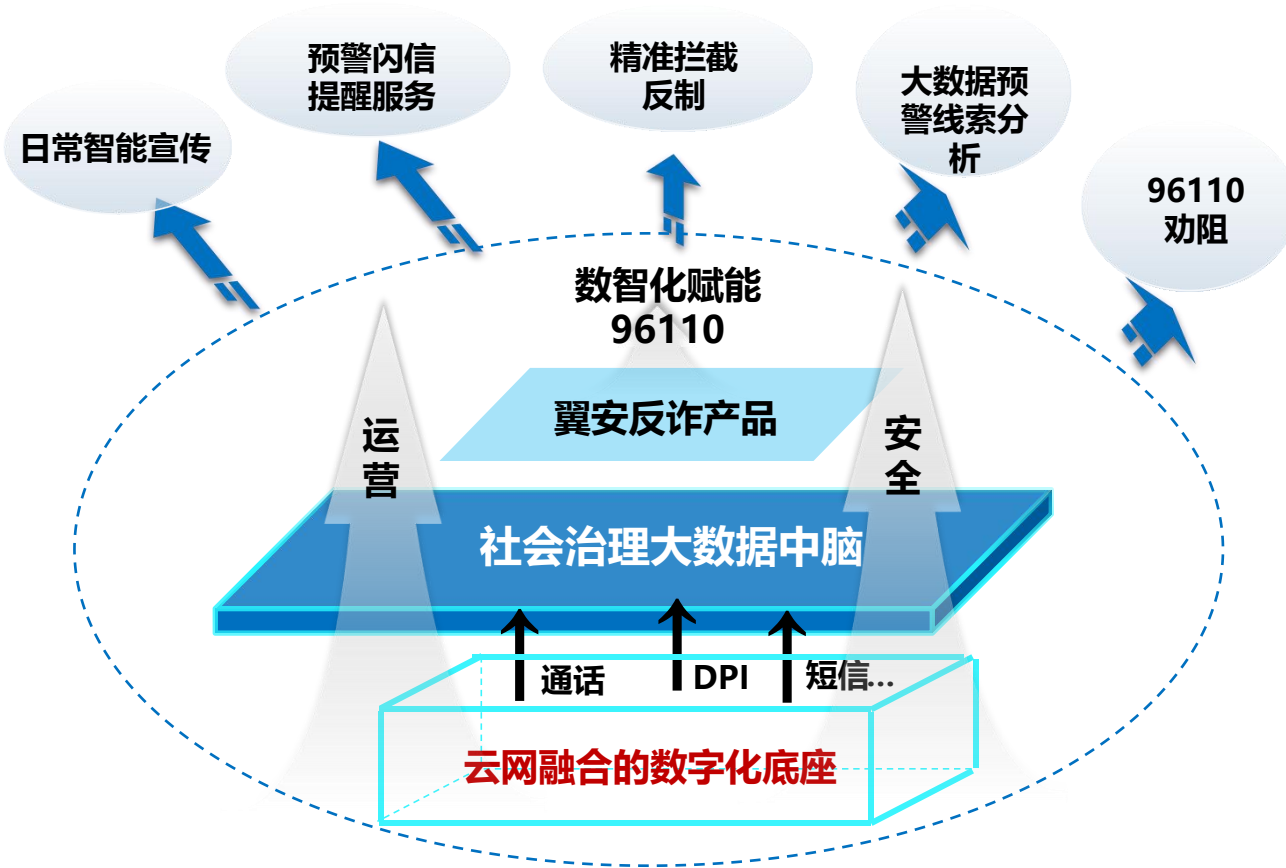 预警闪信
提醒服务
精准拦截
反制
大数据预
警线索分
析
日常智能宣传
96110
劝阻
数智化赋能
96110
翼安反诈产品
运
营
安
全
社会治理大数据中脑
通话
DPI
短信...
云网融合的数字化底座